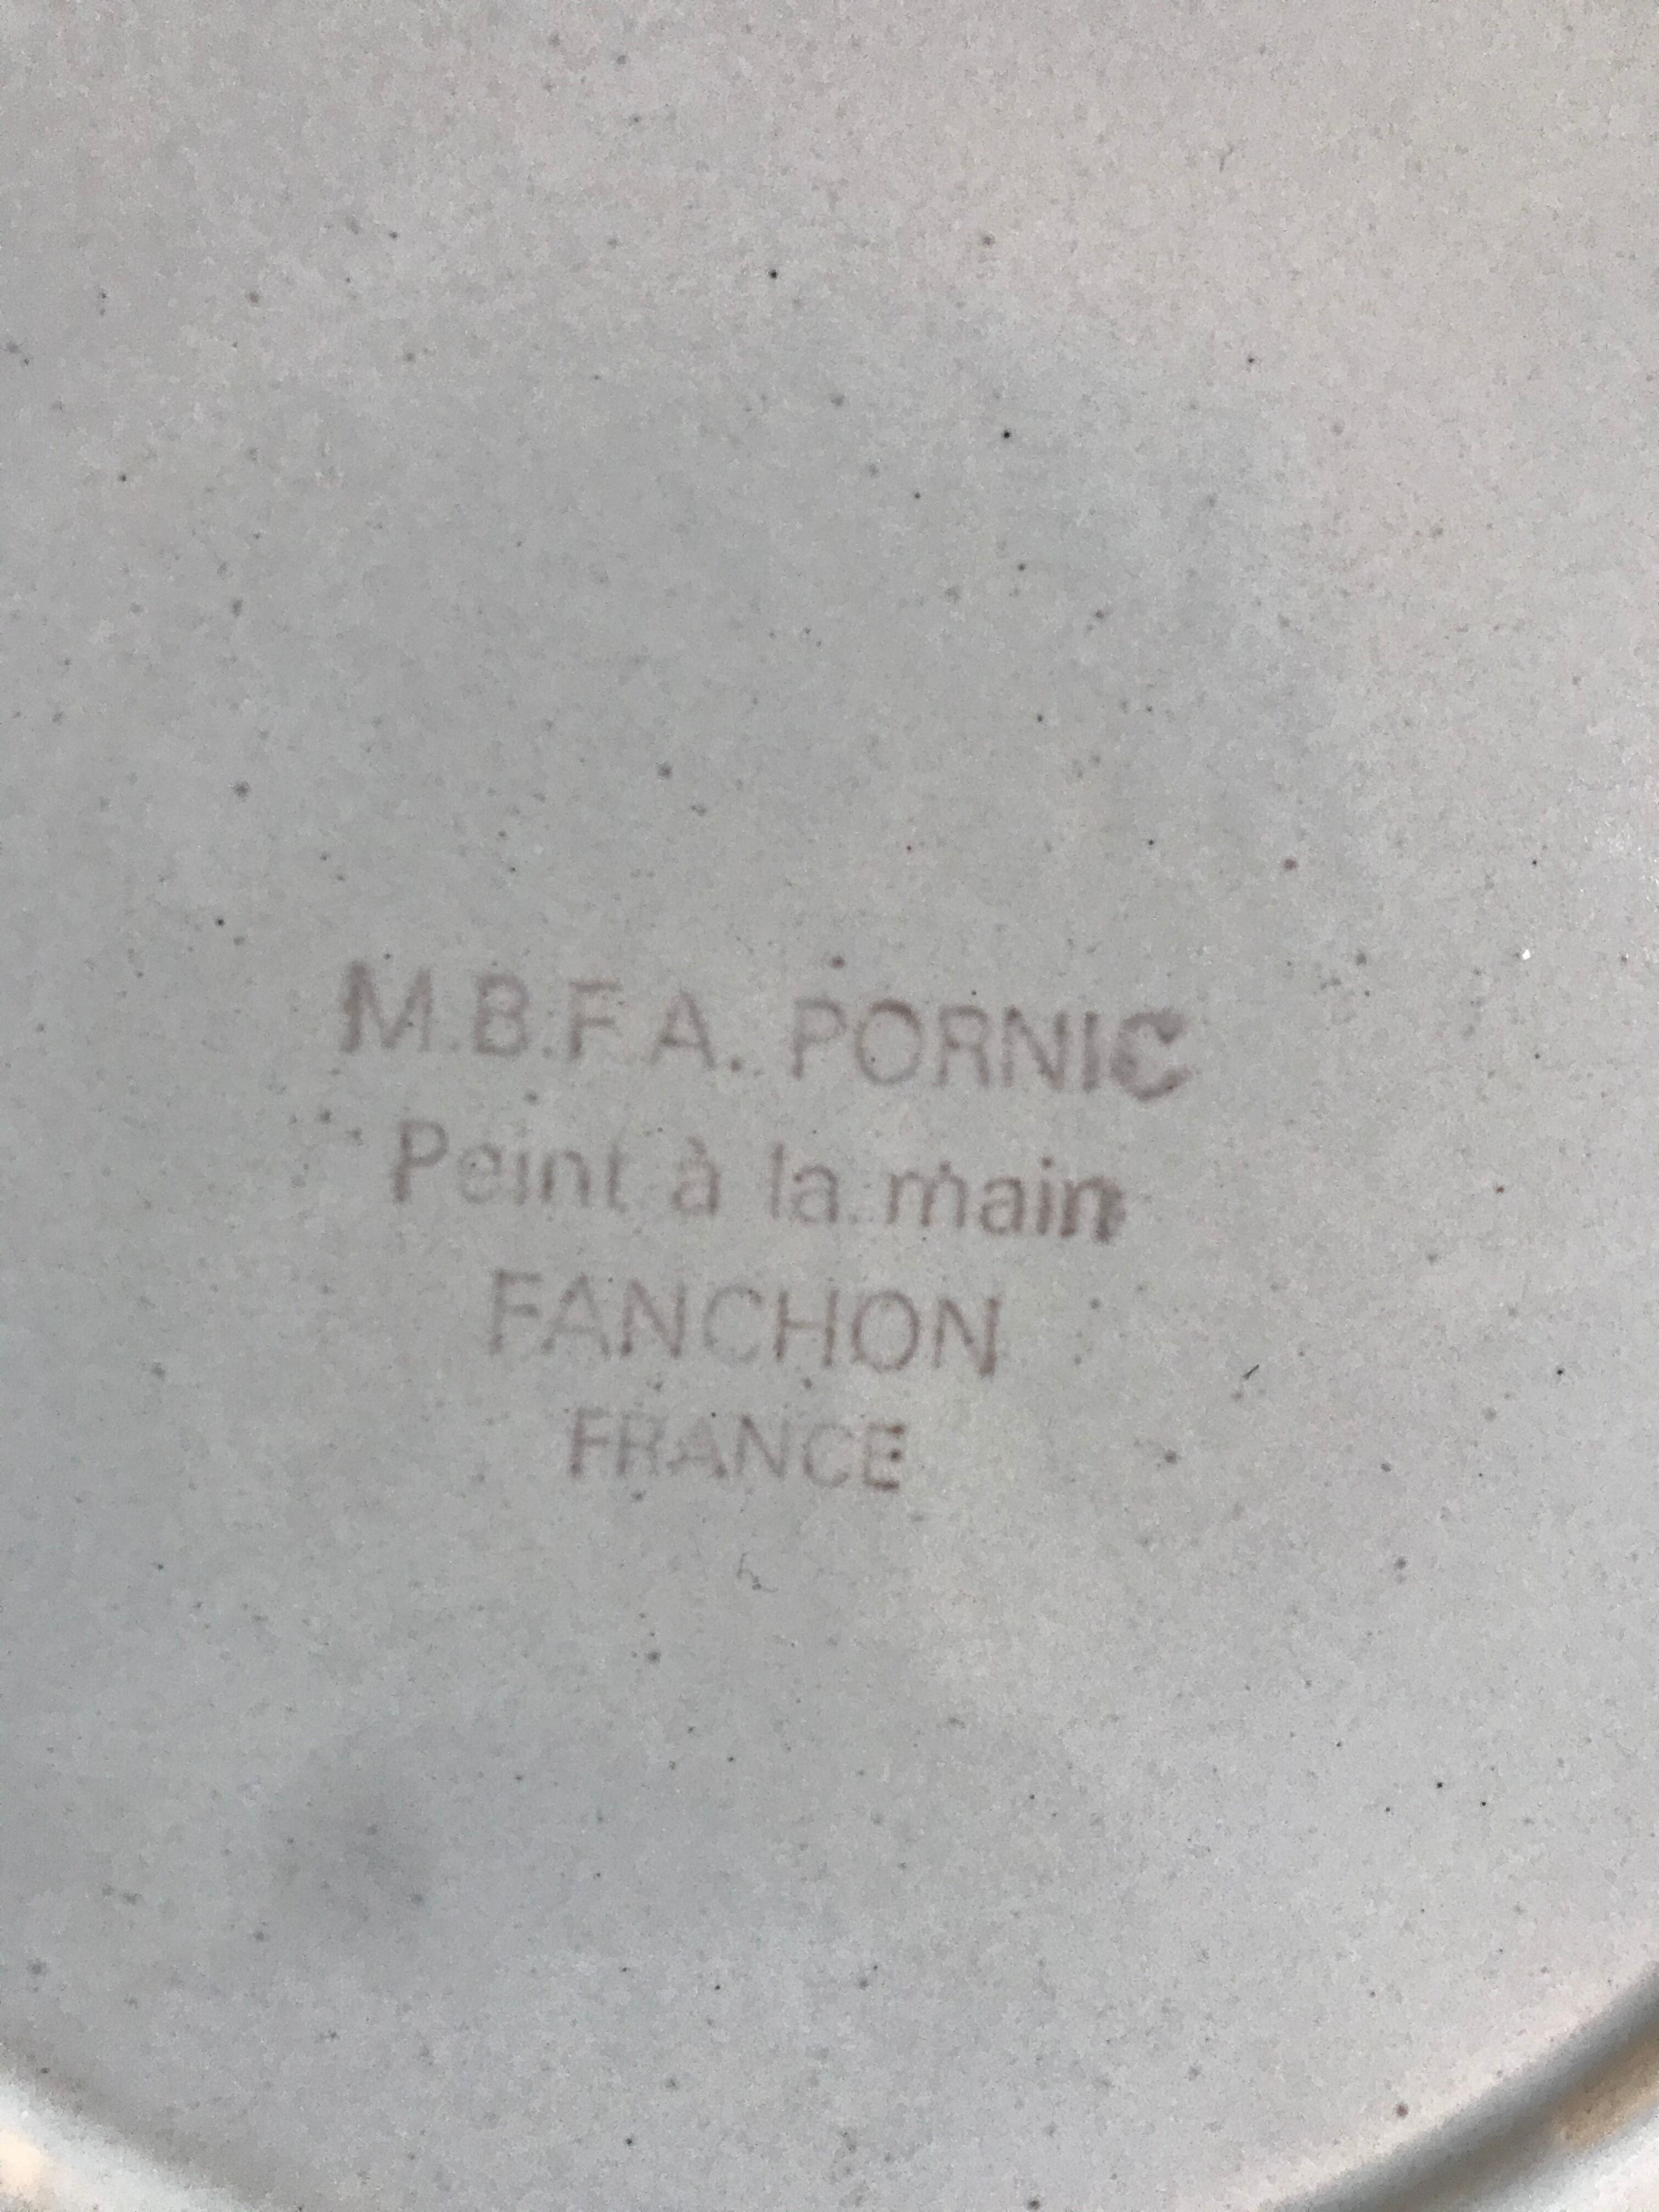 M.B.F.A. PORNIC
Peint à la main
FANCHON
FRANCE